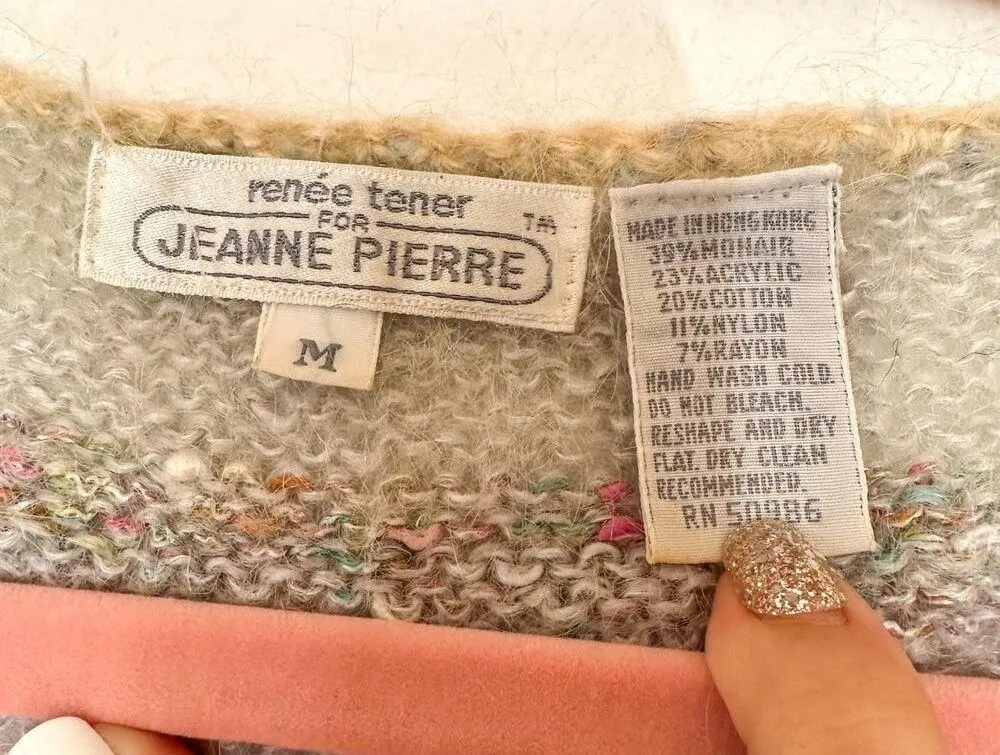 renée tener
FOR
JEANNE PIERRE
TM
M
MADE IN HONG KONG
39% MOHAIR
23% ACRYLIC
20% COTTON
11% NYLON
7% RAYON
HAND WASH COLD.
DO NOT BLEACH.
RESHAPE AND DRY
FLAT. DRY CLEAN
RECOMMENDED.
RN 50986